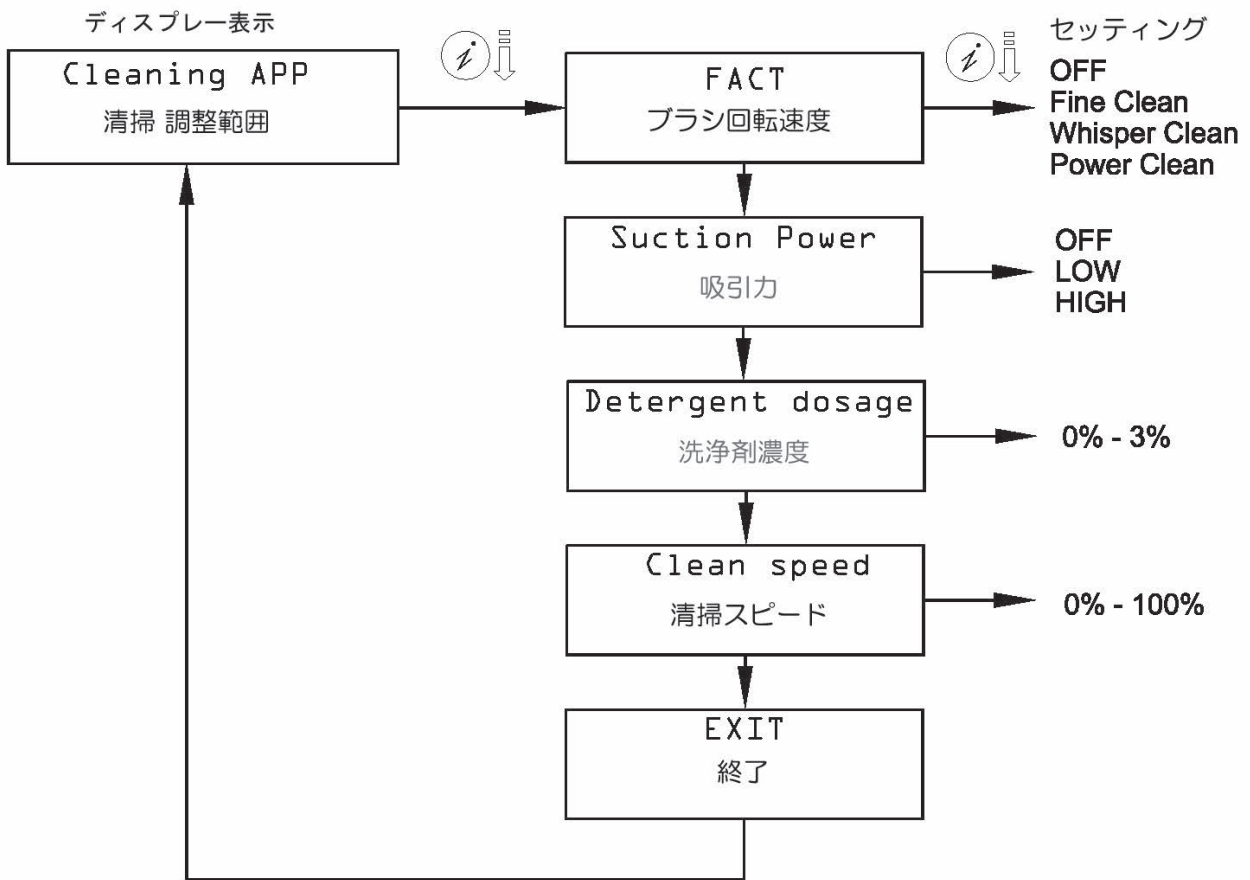 ディスプレー表示
Cleaning APP
清掃 調整範囲
i
i
セッティング
FACT
ブラシ回転速度
OFF
Fine Clean
Whisper Clean
Power Clean
Suction Power
吸引力
OFF
LOW
HIGH
Detergent dosage
洗浄剤濃度
0% - 3%
Clean speed
清掃スピード
0% - 100%
EXIT
終了